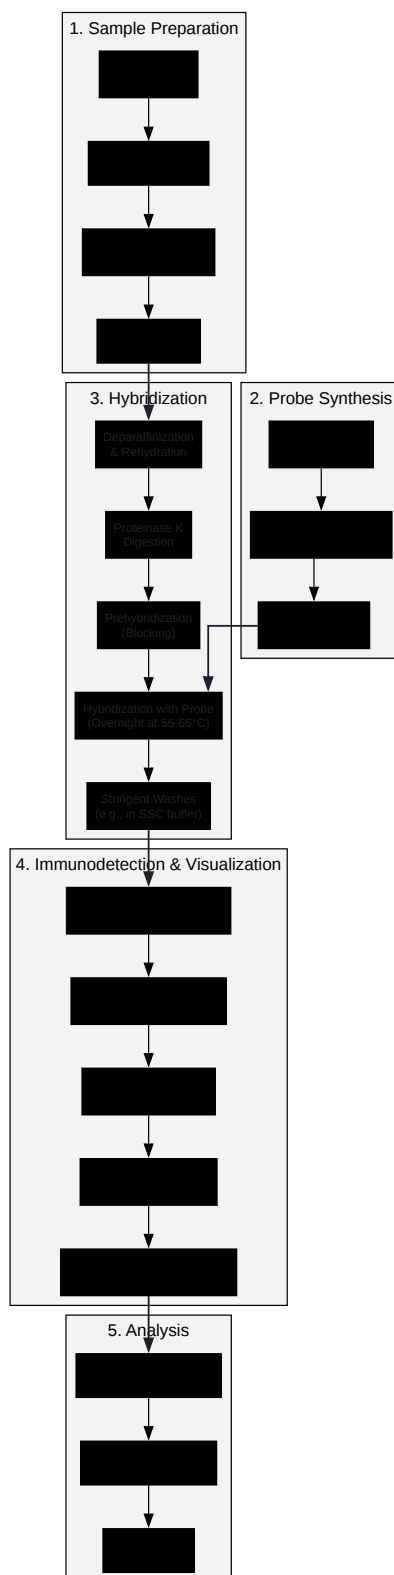 1. Sample Preparation
3. Hybridization
2. Probe Synthesis
Deparaffinization
& Rehydration
Proteinase K
Digestion
Prehybridization
(Blocking)
Hybridization with Probe
(Overnight at 55-65°C)
Stringent Washes
(e.g., in SSC buffer)
4. Immunodetection & Visualization
5. Analysis